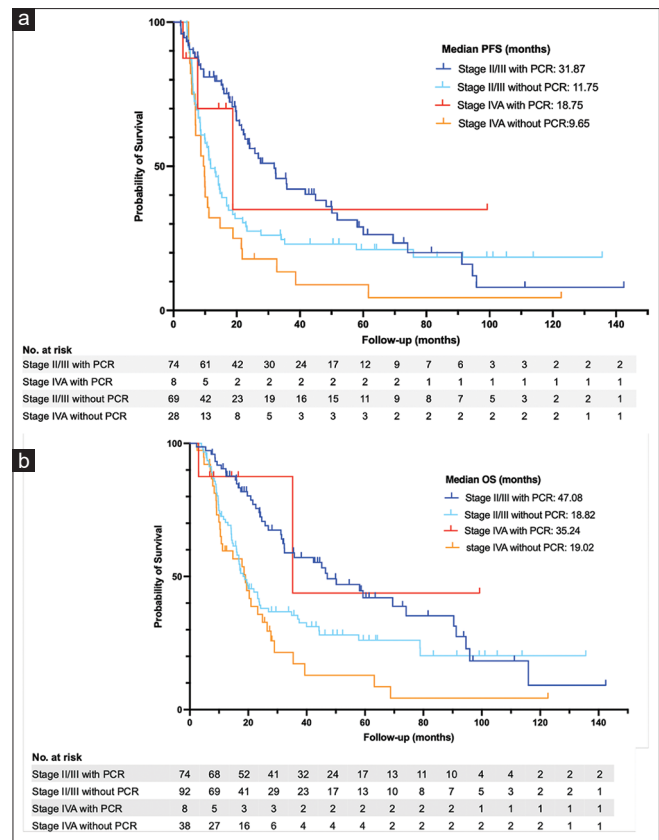 a
Median PFS (months)
Stage II/III with PCR: 31.87
Stage II/III without PCR: 11.75
Stage IVA with PCR: 18.75
Stage IVA without PCR:9.65
Probability of Survival
100
50
0
0 20 40 60 80 100 120 140
Follow-up (months)
No. at risk
Stage II/III with PCR 74 61 42 30 24 17 12 9 7 6 3 3 2 2 2
Stage IVA with PCR 8 5 2 2 2 2 2 2 1 1 1 1 1 1 1
Stage II/III without PCR 69 42 23 19 16 15 11 9 8 7 5 3 2 2 1
Stage IVA without PCR 28 13 8 5 3 3 3 2 2 2 2 2 2 1 1
b
Median OS (months)
Stage II/III with PCR: 47.08
Stage II/III without PCR: 18.82
Stage IVA with PCR: 35.24
stage IVA without PCR: 19.02
Probability of Survival
100
50
0
0 20 40 60 80 100 120 140
Follow-up (months)
No. at risk
Stage II/III with PCR 74 68 52 41 32 24 17 13 11 10 4 4 2 2 2
Stage II/III without PCR 92 69 41 29 23 17 13 10 8 7 5 3 2 2 1
Stage IVA with PCR 8 5 3 3 2 2 2 2 2 2 1 1 1 1 1
Stage IVA without PCR 38 27 16 6 4 4 4 2 2 2 2 2 2 1 1